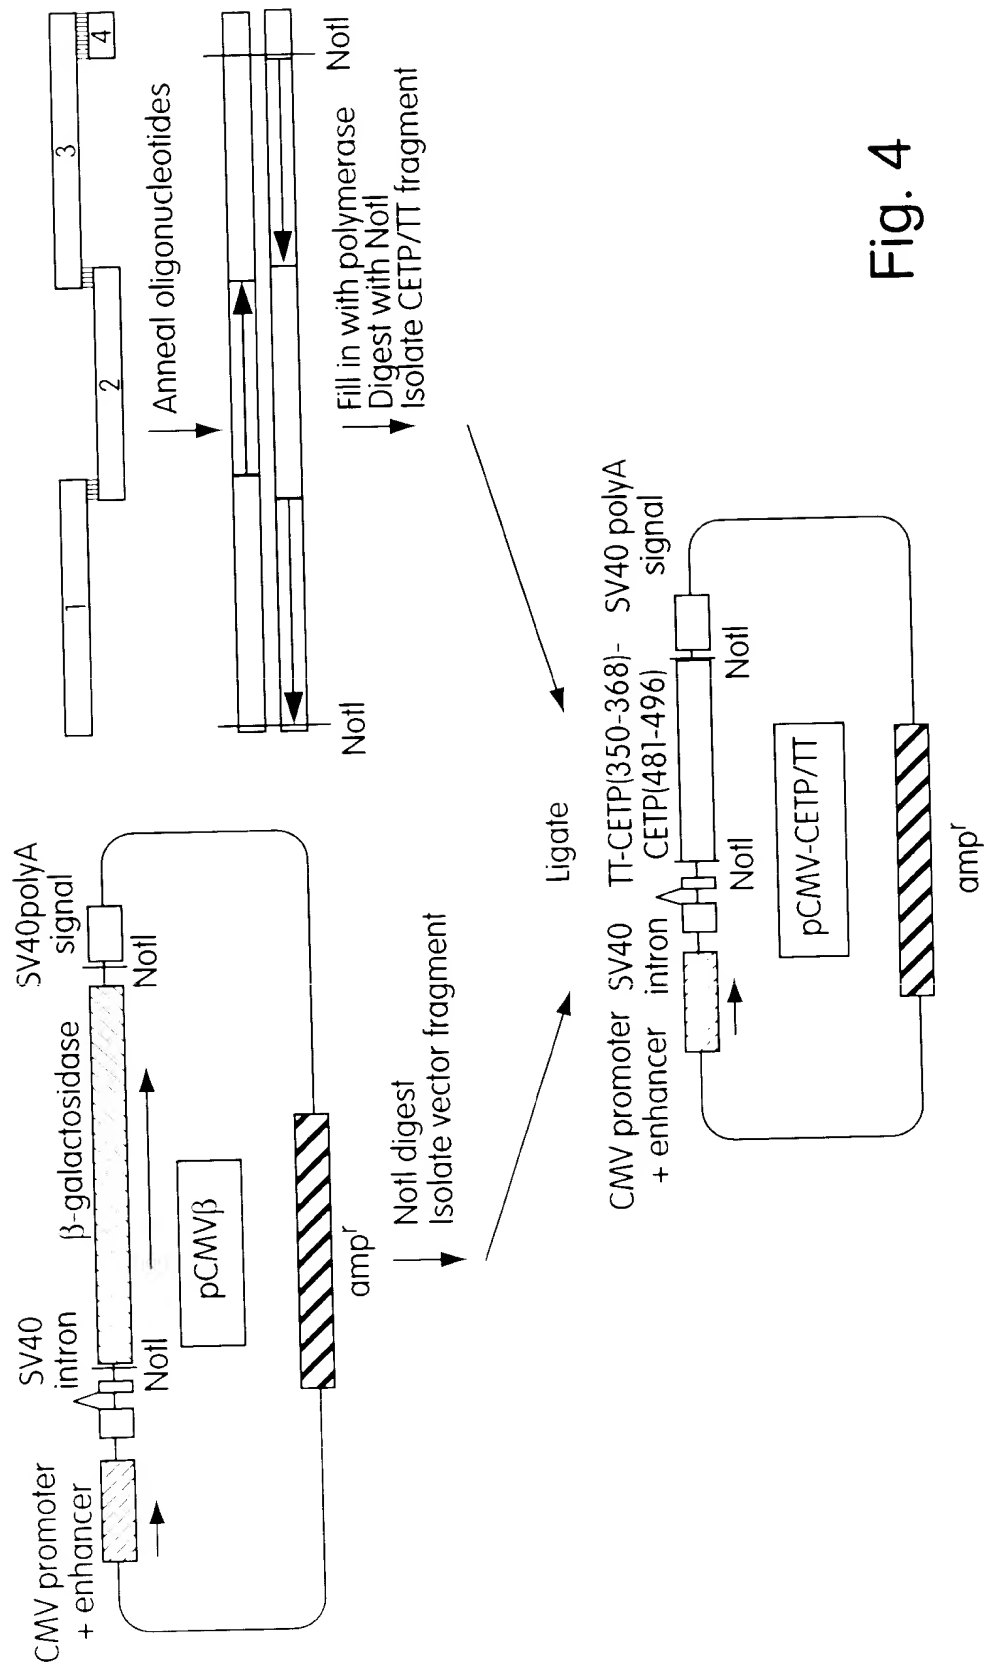 CMV promoter
+ enhancer
SV40
intron
β-galactosidase
SV40polyA
signal
NotI
NotI
pCMVβ
amp^r
NotI digest
Isolate vector fragment
1
2
3
4
Anneal oligonucleotides
NotI
NotI
Fill in with polymerase
Digest with NotI
Isolate CETP/TT fragment
Ligate
CMV promoter
+ enhancer
SV40
intron
TT-CETP(350-368)-
CETP(481-496)
SV40 polyA
signal
NotI
NotI
pCMV-CETP/TT
amp^r
Fig. 4